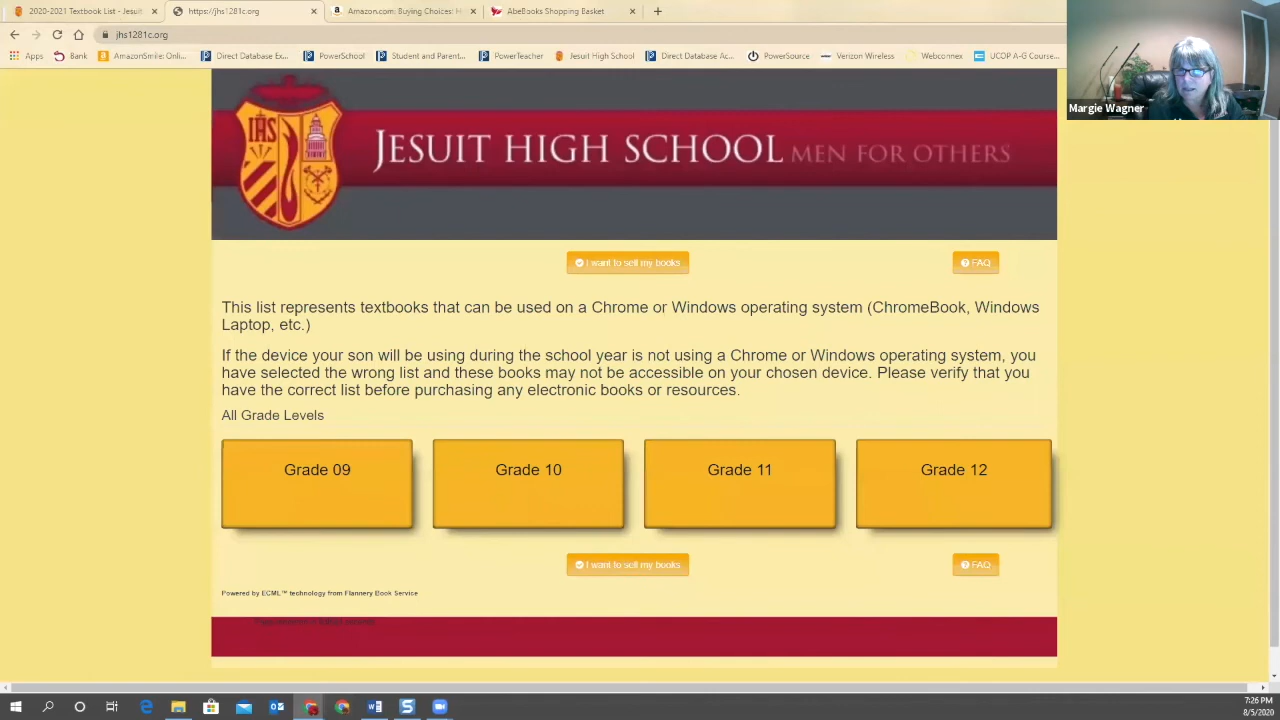 2020-2021 Textbook List - Jesuit
https://jhs1281c.org
Amazon.com: Buying Choices: H
AbeBooks Shopping Basket
jhs1281c.org
Apps
Bank
AmazonSmile: Onli...
Direct Database Ex...
PowerSchool
Student and Parent...
PowerTeacher
Jesuit High School
Direct Database Ac...
PowerSource
Verizon Wireless
Webconnex
UCOP A-G Course...
Margie Wagner
IHS
JESUIT HIGH SCHOOL MEN FOR OTHERS
I want to sell my books
FAQ
This list represents textbooks that can be used on a Chrome or Windows operating system (ChromeBook, Windows
Laptop, etc.)
If the device your son will be using during the school year is not using a Chrome or Windows operating system, you
have selected the wrong list and these books may not be accessible on your chosen device. Please verify that you
have the correct list before purchasing any electronic books or resources.
All Grade Levels
Grade 09
Grade 10
Grade 11
Grade 12
I want to sell my books
FAQ
Powered by ECML™ technology from Flannery Book Service
7:26 PM
8/5/2020